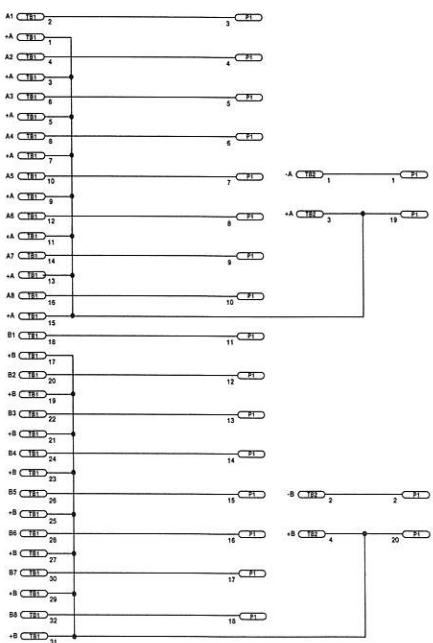 A1 TB1 2 3 P1
+A TB1 1
A2 TB1 4 4 P1
+A TB1 3
A3 TB1 6 5 P1
+A TB1 5
A4 TB1 8 6 P1
+A TB1 7
A5 TB1 10 7 P1 -A TB2 1 1 P1
+A TB1 9
A6 TB1 12 8 P1 +A TB2 3 19 P1
+A TB1 11
A7 TB1 14 9 P1
+A TB1 13
A8 TB1 16 10 P1
+A TB1 15
B1 TB1 18 11 P1
+B TB1 17
B2 TB1 20 12 P1
+B TB1 19
B3 TB1 22 13 P1
+B TB1 21
B4 TB1 24 14 P1
+B TB1 23
B5 TB1 26 15 P1 -B TB2 2 2 P1
+B TB1 25
B6 TB1 28 16 P1 +B TB2 4 20 P1
+B TB1 27
B7 TB1 30 17 P1
+B TB1 29
B8 TB1 32 18 P1
+B TB1 31